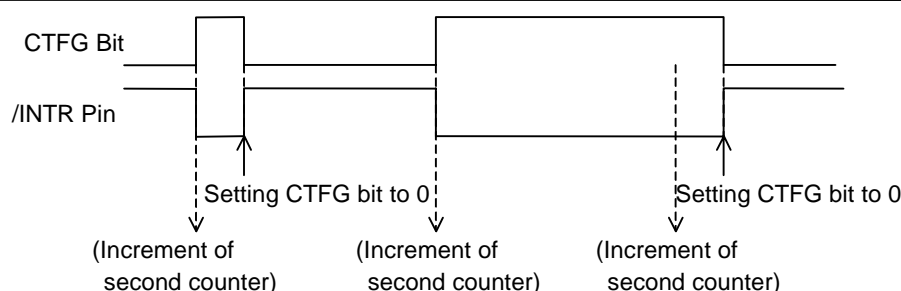 CTFG Bit
/INTR Pin
Setting CTFG bit to 0
Setting CTFG bit to 0
(Increment of
second counter)
(Increment of
second counter)
(Increment of
second counter)